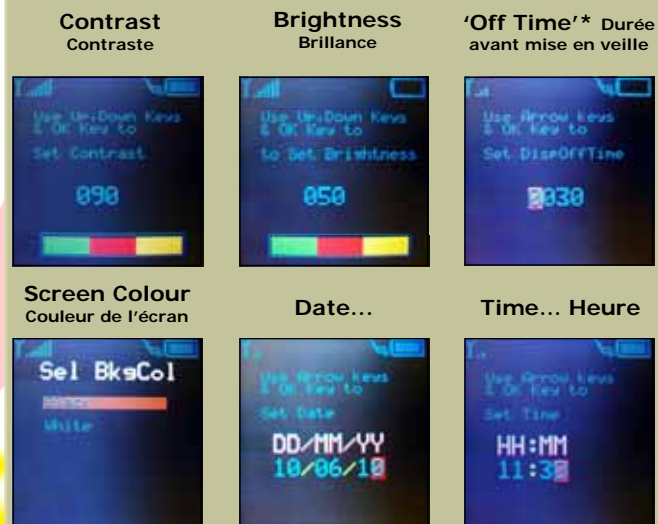 Contrast
Contraste
Use Up/Down Keys
& OK Key to
Set Contrast
090
Brightness
Brillance
Use Up/Down Keys
& OK Key to
to Set Brightness
050
'Off Time'* Durée
avant mise en veille
Use Arrow keys
& OK Key to
Set DispOffTime
0030
Screen Colour
Couleur de l'écran
Sel BkgCol
White
Date...
Use Arrow keys
& OK Key to
Set Date
DD/MM/YY
10/06/10
Time... Heure
Use Arrow keys
& OK Key to
Set Time
HH:MM
11:30